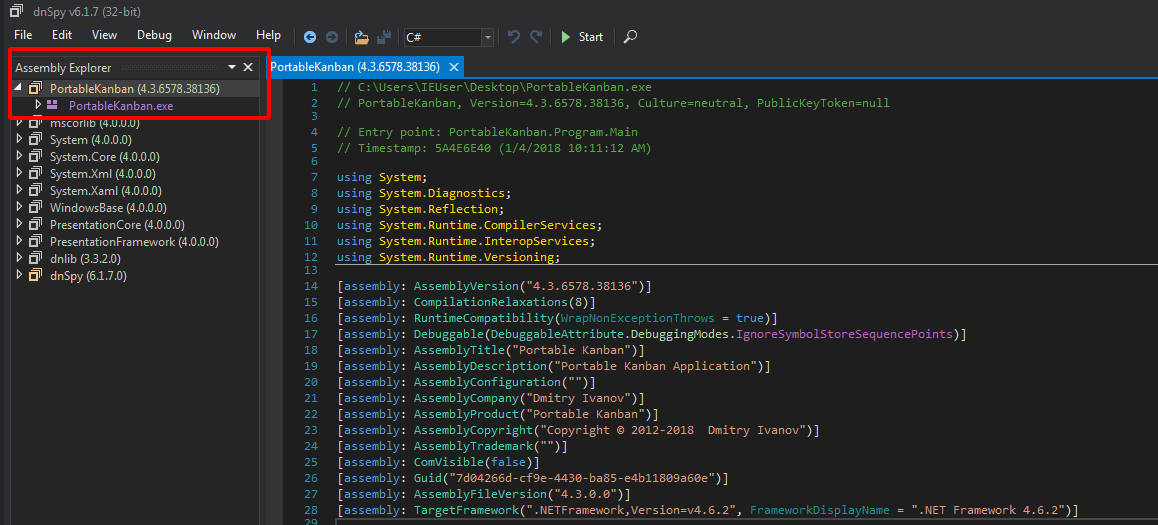 dnSpy v6.1.7 (32-bit)
File Edit View Debug Window Help C# Start
Assembly Explorer
PortableKanban (4.3.6578.38136)
PortableKanban.exe
mscorlib (4.0.0.0)
System (4.0.0.0)
System.Core (4.0.0.0)
System.Xml (4.0.0.0)
System.Xaml (4.0.0.0)
WindowsBase (4.0.0.0)
PresentationCore (4.0.0.0)
PresentationFramework (4.0.0.0)
dnlib (3.3.2.0)
dnSpy (6.1.7.0)
PortableKanban (4.3.6578.38136)
1 // C:\Users\IEUser\Desktop\PortableKanban.exe
2 // PortableKanban, Version=4.3.6578.38136, Culture=neutral, PublicKeyToken=null
3
4 // Entry point: PortableKanban.Program.Main
5 // Timestamp: 5A4E6E40 (1/4/2018 10:11:12 AM)
6
7 using System;
8 using System.Diagnostics;
9 using System.Reflection;
10 using System.Runtime.CompilerServices;
11 using System.Runtime.InteropServices;
12 using System.Runtime.Versioning;
13
14 [assembly: AssemblyVersion("4.3.6578.38136")]
15 [assembly: CompilationRelaxations(8)]
16 [assembly: RuntimeCompatibility(WrapNonExceptionThrows = true)]
17 [assembly: Debuggable(DebuggableAttribute.DebuggingModes.IgnoreSymbolStoreSequencePoints)]
18 [assembly: AssemblyTitle("Portable Kanban")]
19 [assembly: AssemblyDescription("Portable Kanban Application")]
20 [assembly: AssemblyConfiguration("")]
21 [assembly: AssemblyCompany("Dmitry Ivanov")]
22 [assembly: AssemblyProduct("Portable Kanban")]
23 [assembly: AssemblyCopyright("Copyright © 2012-2018  Dmitry Ivanov")]
24 [assembly: AssemblyTrademark("")]
25 [assembly: ComVisible(false)]
26 [assembly: Guid("7d04266d-cf9e-4430-ba85-e4b11809a60e")]
27 [assembly: AssemblyFileVersion("4.3.0.0")]
28 [assembly: TargetFramework(".NETFramework,Version=v4.6.2", FrameworkDisplayName = ".NET Framework 4.6.2")]
29